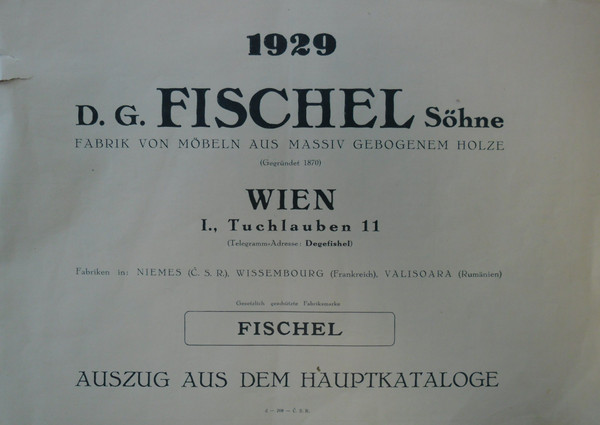 1929
D. G. FISCHEL Söhne
FABRIK VON MÖBELN AUS MASSIV GEBOGENEM HOLZE
(Gegründet 1870)
WIEN
I., Tuchlauben 11
(Telegramm-Adresse: Degefishel)
Fabriken in: NIEMES (Č. S. R.), WISSEMBOURG (Frankreich), VALISOARA (Rumänien)
Gesetzlich geschützte Fabriksmarke
FISCHEL
AUSZUG AUS DEM HAUPTKATALOGE